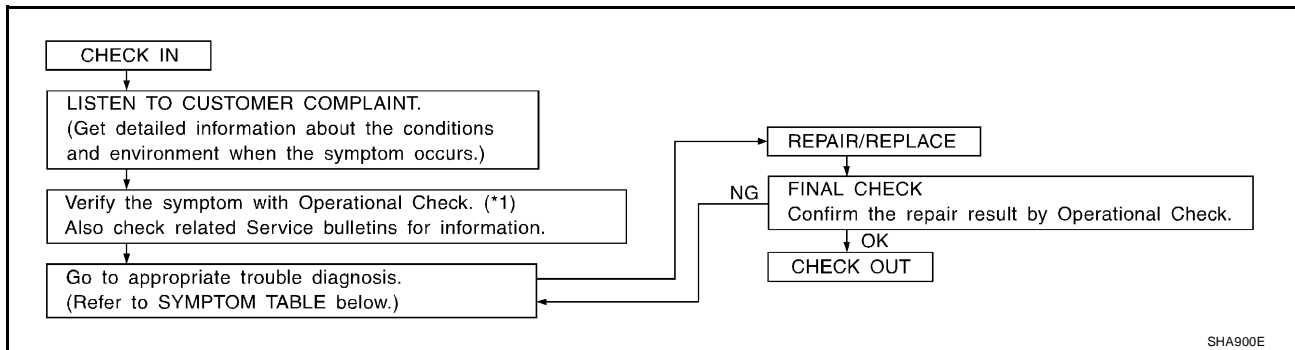 CHECK IN
LISTEN TO CUSTOMER COMPLAINT.
(Get detailed information about the conditions
and environment when the symptom occurs.)
Verify the symptom with Operational Check. (*1)
Also check related Service bulletins for information.
Go to appropriate trouble diagnosis.
(Refer to SYMPTOM TABLE below.)
REPAIR/REPLACE
NG
FINAL CHECK
Confirm the repair result by Operational Check.
OK
CHECK OUT
SHA900E